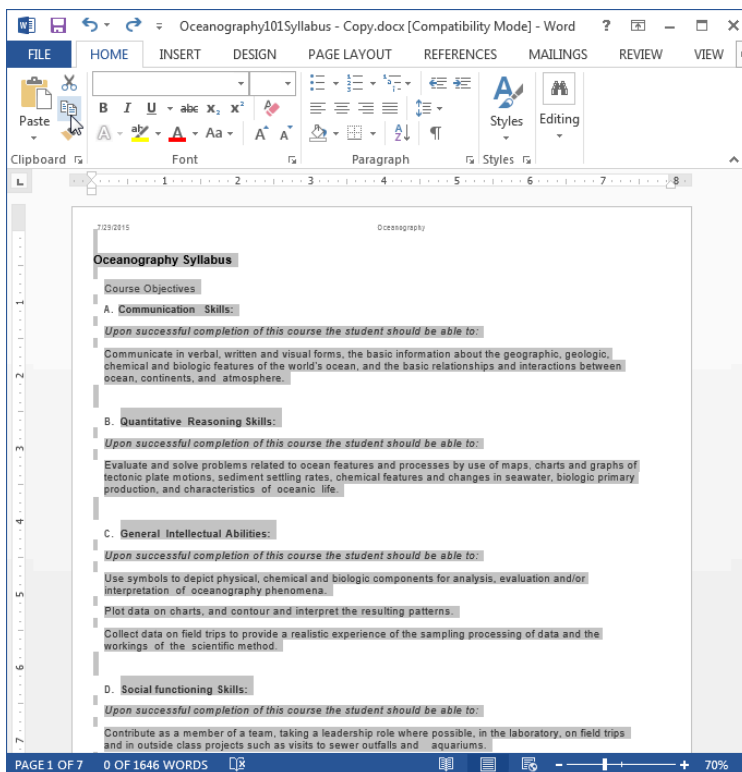 Oceanography101Syllabus - Copy.docx [Compatibility Mode] - Word
FILE HOME INSERT DESIGN PAGE LAYOUT REFERENCES MAILINGS REVIEW VIEW
Paste
B I U abc X₂ X² 
A ab A Aa A A
Styles Editing
Clipboard Font Paragraph Styles
L 1 2 3 4 5 6 7 8
7/29/2015 Oceanography
Oceanography Syllabus
Course Objectives
A. Communication Skills:
Upon successful completion of this course the student should be able to:
Communicate in verbal, written and visual forms, the basic information about the geographic, geologic,
chemical and biologic features of the world's ocean, and the basic relationships and interactions between
ocean, continents, and atmosphere.
B. Quantitative Reasoning Skills:
Upon successful completion of this course the student should be able to:
Evaluate and solve problems related to ocean features and processes by use of maps, charts and graphs of
tectonic plate motions, sediment settling rates, chemical features and changes in seawater, biologic primary
production, and characteristics of oceanic life.
C. General Intellectual Abilities:
Upon successful completion of this course the student should be able to:
Use symbols to depict physical, chemical and biologic components for analysis, evaluation and/or
interpretation of oceanography phenomena.
Plot data on charts, and contour and interpret the resulting patterns.
Collect data on field trips to provide a realistic experience of the sampling processing of data and the
workings of the scientific method.
D. Social functioning Skills:
Upon successful completion of this course the student should be able to:
Contribute as a member of a team, taking a leadership role where possible, in the laboratory, on field trips
and in outside class projects such as visits to sewer outfalls and aquariums.
1
2
3
4
5
6
7
PAGE 1 OF 7 0 OF 1646 WORDS 70%